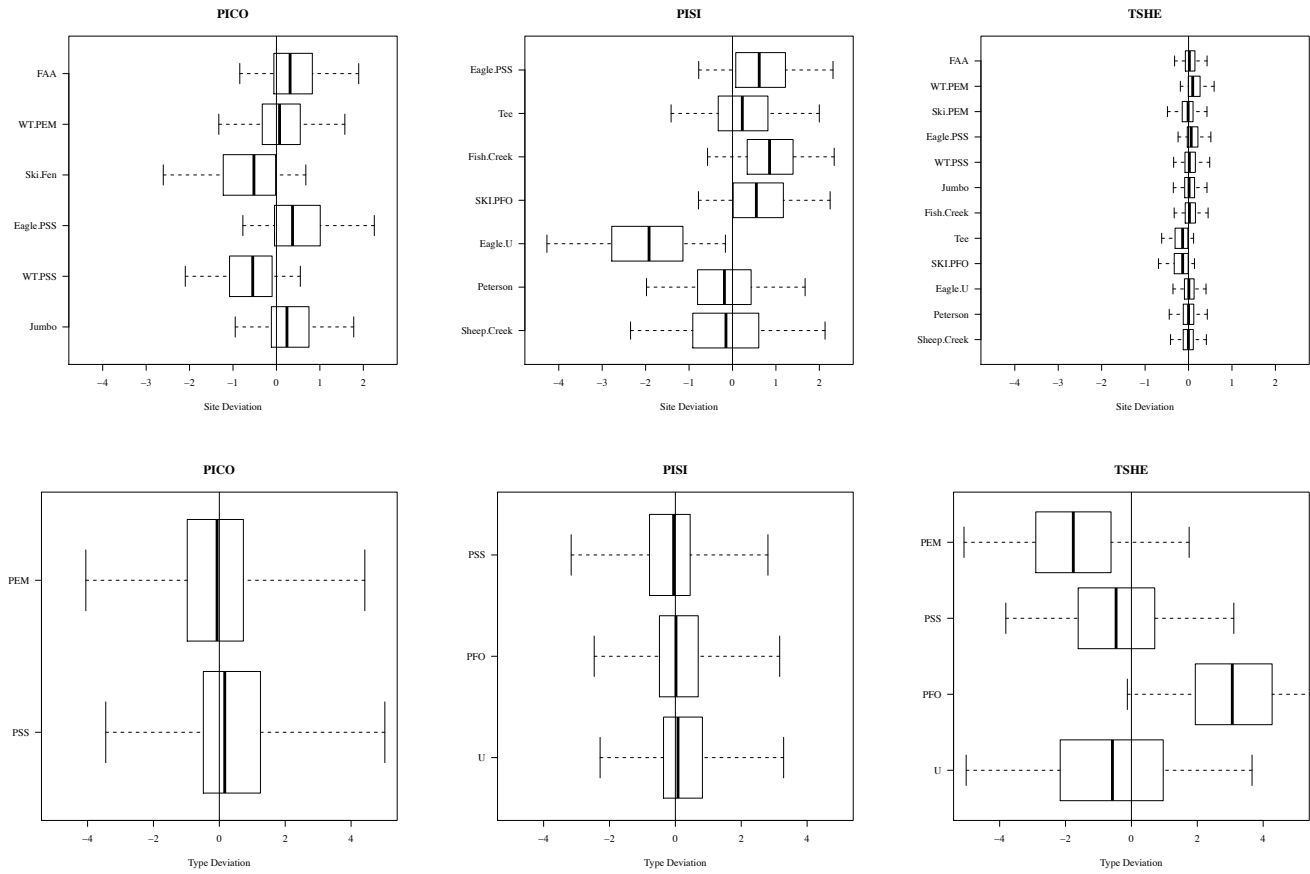 PICO
FAA
WT.PEM
Ski.Fen
Eagle.PSS
WT.PSS
Jumbo
−4 −3 −2 −1 0 1 2
Site Deviation
PISI
Eagle.PSS
Tee
Fish.Creek
SKI.PFO
Eagle.U
Peterson
Sheep.Creek
−4 −3 −2 −1 0 1 2
Site Deviation
TSHE
FAA
WT.PEM
Ski.PEM
Eagle.PSS
WT.PSS
Jumbo
Fish.Creek
Tee
SKI.PFO
Eagle.U
Peterson
Sheep.Creek
−4 −3 −2 −1 0 1 2
Site Deviation
PICO
PEM
PSS
−4 −2 0 2 4
Type Deviation
PISI
PSS
PFO
U
−4 −2 0 2 4
Type Deviation
TSHE
PEM
PSS
PFO
U
−4 −2 0 2 4
Type Deviation